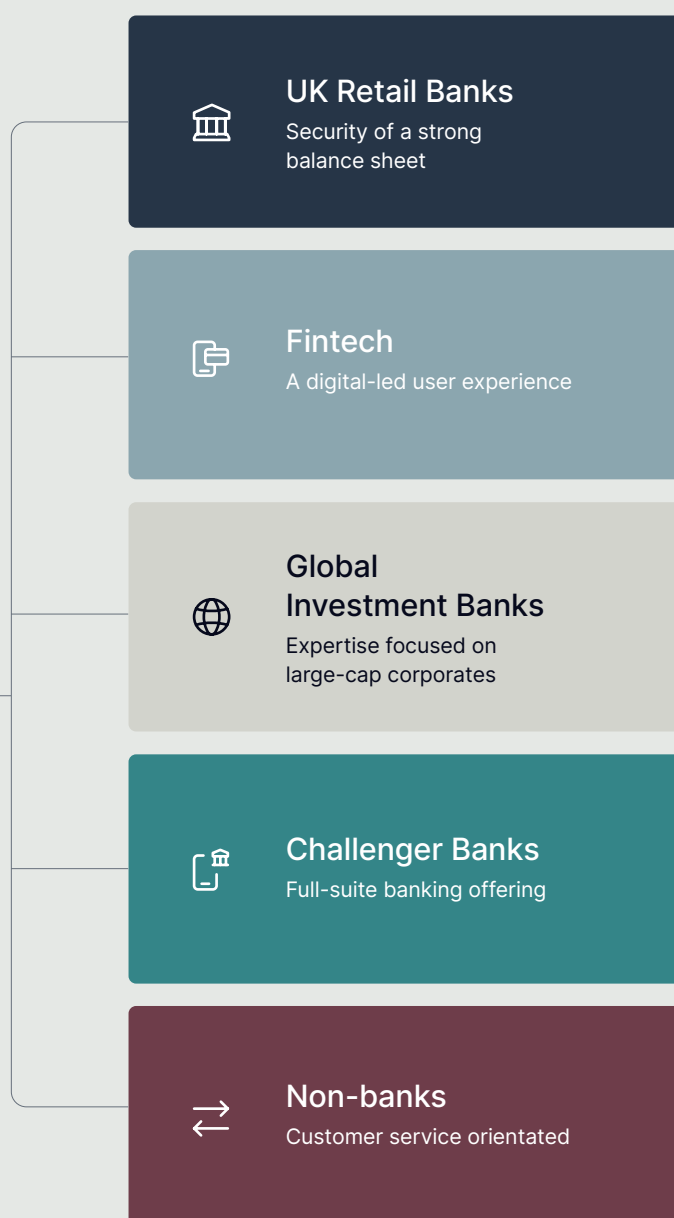 UK Retail Banks
Security of a strong
balance sheet
Fintech
A digital-led user experience
Global
Investment Banks
Expertise focused on
large-cap corporates
Challenger Banks
Full-suite banking offering
Non-banks
Customer service orientated